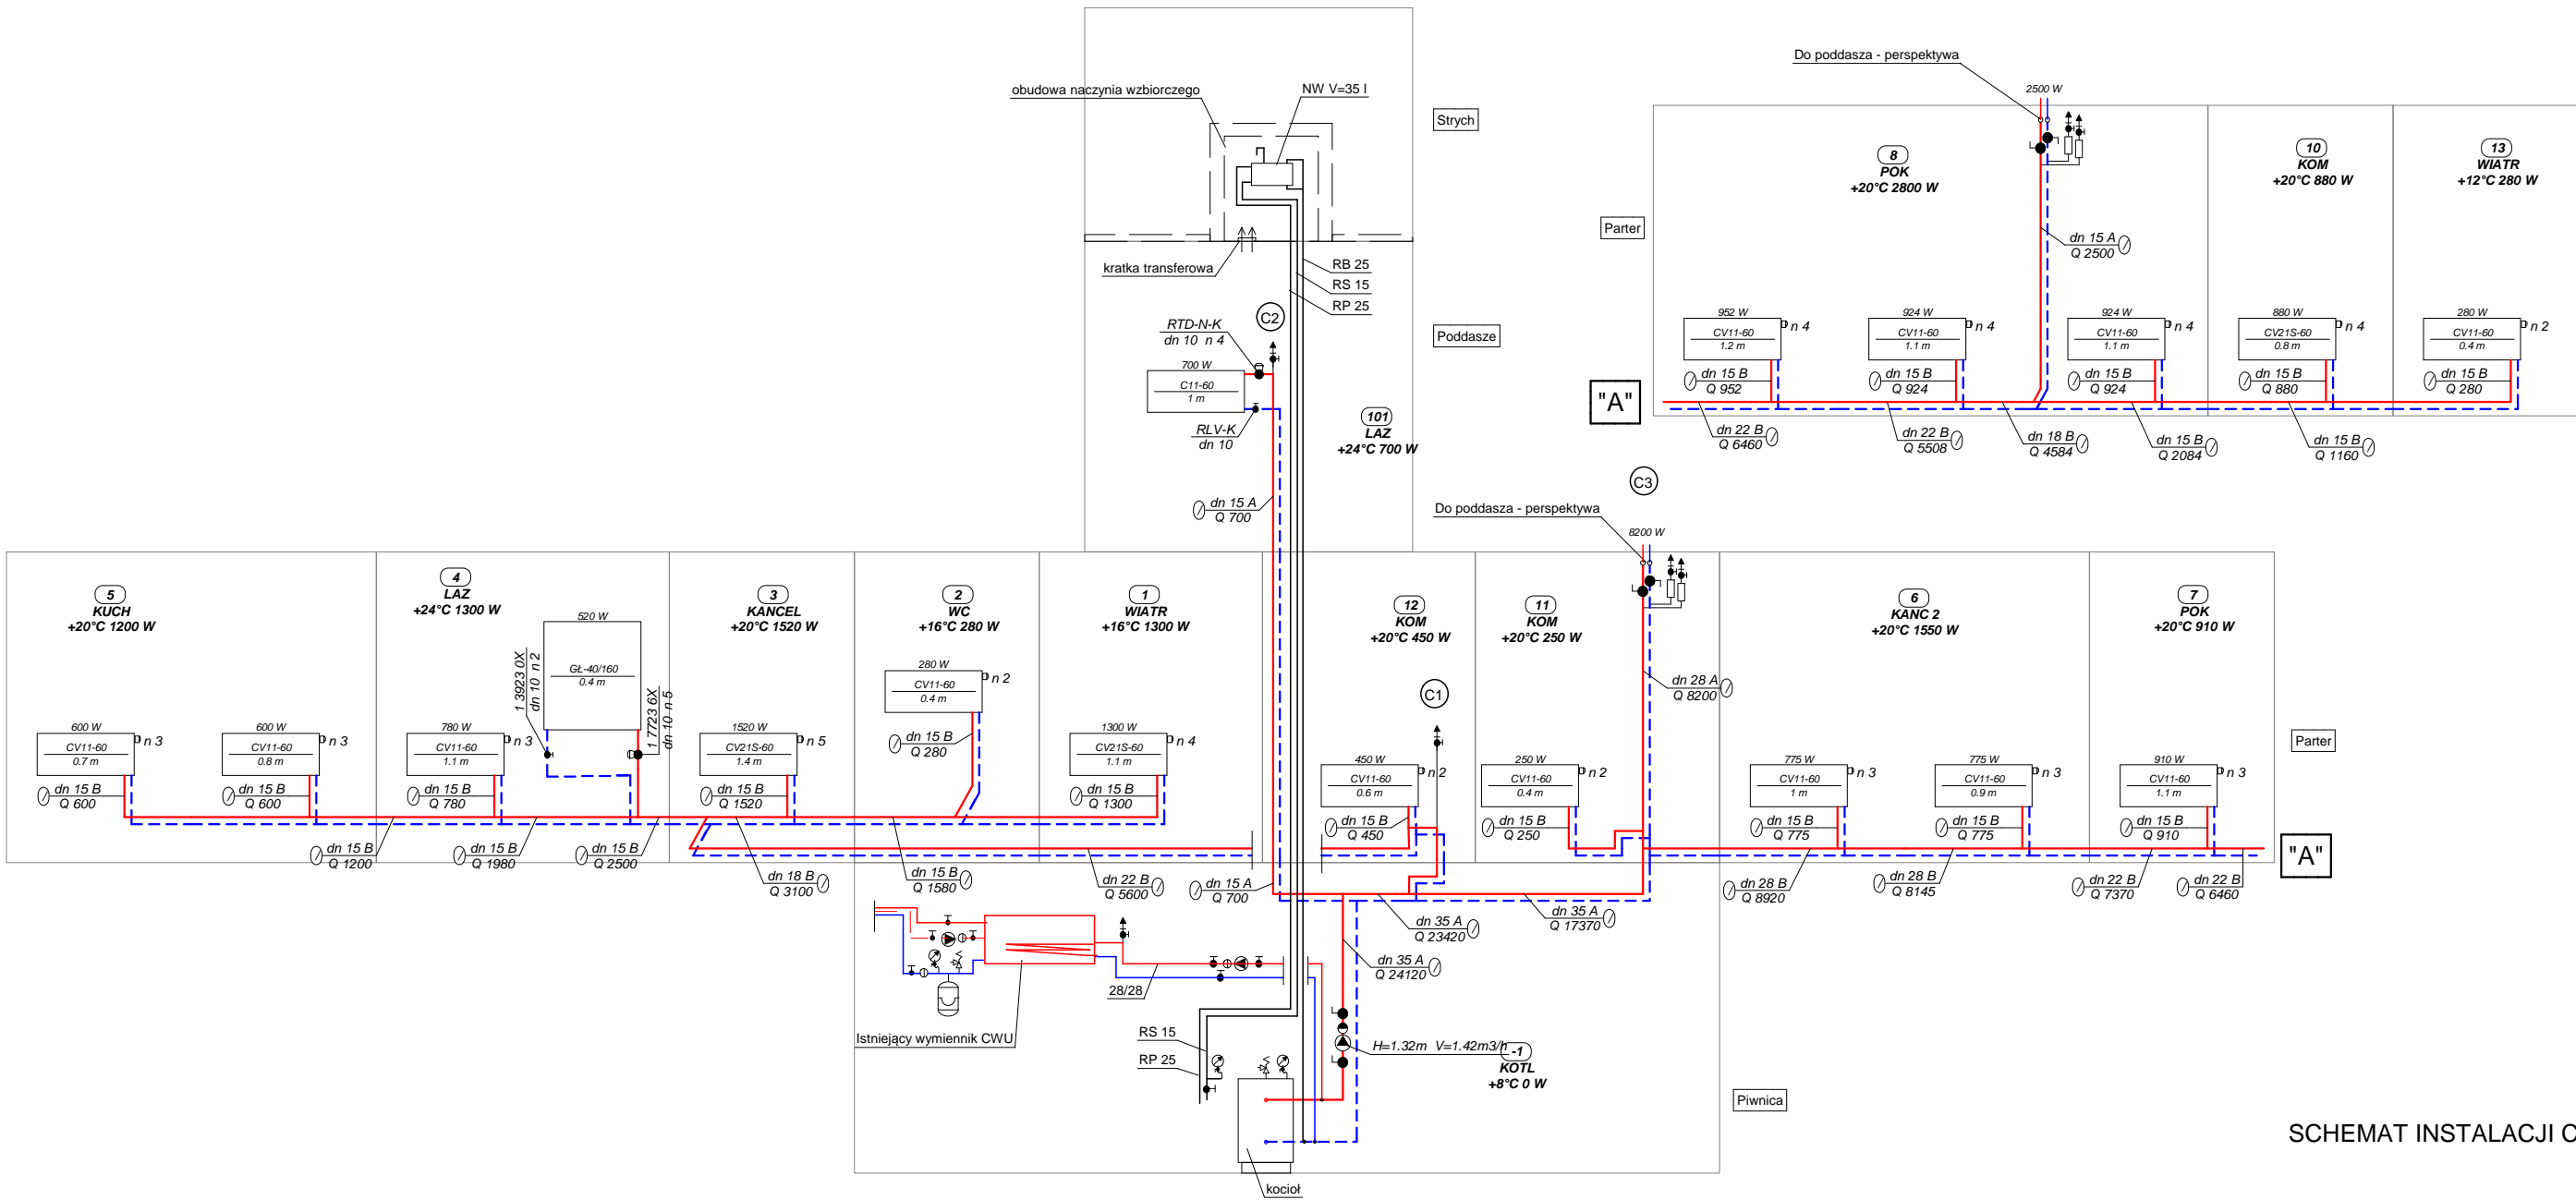 Do poddasza - perspektywa
2500 W
obudowa naczynia wzbiorczego
NW V=35 l
Strych
8
POK
+20°C 2800 W
10
KOM
+20°C 880 W
13
WIATR
+12°C 280 W
Parter
dn 15 A
Q 2500
kratka transferowa
RB 25
RS 15
RP 25
C2
RTD-N-K
dn 10 n 4
Poddasze
700 W
C11-60
1 m
952 W
CV11-60
1.2 m
n 4
924 W
CV11-60
1.1 m
n 4
924 W
CV11-60
1.1 m
n 4
880 W
CV21S-60
0.8 m
n 4
280 W
CV11-60
0.4 m
n 2
dn 15 B
Q 952
dn 15 B
Q 924
dn 15 B
Q 924
dn 15 B
Q 880
dn 15 B
Q 280
"A"
RLV-K
dn 10
101
LAZ
+24°C 700 W
dn 22 B
Q 6460
dn 22 B
Q 5508
dn 18 B
Q 4584
dn 15 B
Q 2084
dn 15 B
Q 1160
C3
dn 15 A
Q 700
Do poddasza - perspektywa
8200 W
5
KUCH
+20°C 1200 W
4
LAZ
+24°C 1300 W
3
KANCEL
+20°C 1520 W
2
WC
+16°C 280 W
1
WIATR
+16°C 1300 W
12
KOM
+20°C 450 W
11
KOM
+20°C 250 W
6
KANC 2
+20°C 1550 W
7
POK
+20°C 910 W
520 W
GŁ-40/160
0.4 m
1 3923 0X
dn 10 n 2
1 7723 6X
dn 10 n 5
280 W
CV11-60
0.4 m
n 2
C1
dn 28 A
Q 8200
600 W
CV11-60
0.7 m
n 3
600 W
CV11-60
0.8 m
n 3
780 W
CV11-60
1.1 m
n 3
1520 W
CV21S-60
1.4 m
n 5
dn 15 B
Q 280
1300 W
CV21S-60
1.1 m
n 4
450 W
CV11-60
0.6 m
n 2
250 W
CV11-60
0.4 m
n 2
775 W
CV11-60
1 m
n 3
775 W
CV11-60
0.9 m
n 3
910 W
CV11-60
1.1 m
n 3
Parter
dn 15 B
Q 600
dn 15 B
Q 600
dn 15 B
Q 780
dn 15 B
Q 1520
dn 15 B
Q 1300
dn 15 B
Q 450
dn 15 B
Q 250
dn 15 B
Q 775
dn 15 B
Q 775
dn 15 B
Q 910
"A"
dn 15 B
Q 1200
dn 15 B
Q 1980
dn 15 B
Q 2500
dn 18 B
Q 3100
dn 15 B
Q 1580
dn 22 B
Q 5600
dn 15 A
Q 700
dn 35 A
Q 23420
dn 35 A
Q 17370
dn 28 B
Q 8920
dn 28 B
Q 8145
dn 22 B
Q 7370
dn 22 B
Q 6460
dn 35 A
Q 24120
28/28
Istniejący wymiennik CWU
RS 15
RP 25
H=1.32m V=1.42m3/h
-1
KOTL
+8°C 0 W
Piwnica
SCHEMAT INSTALACJI C
kocioł